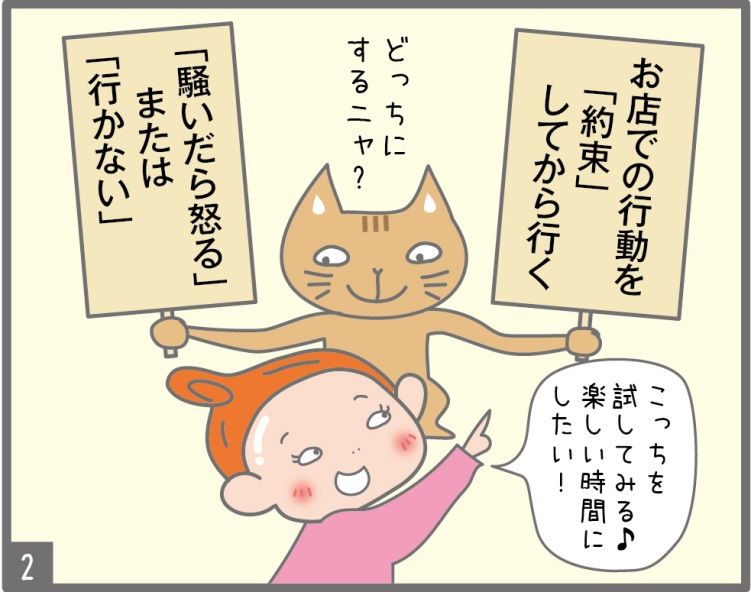 お店での行動を
「約束」
してから行く
どっちに
するニャ？
「騒いだら怒る」
または
「行かない」
こっちを
試してみる♪
楽しい時間に
したい！
2